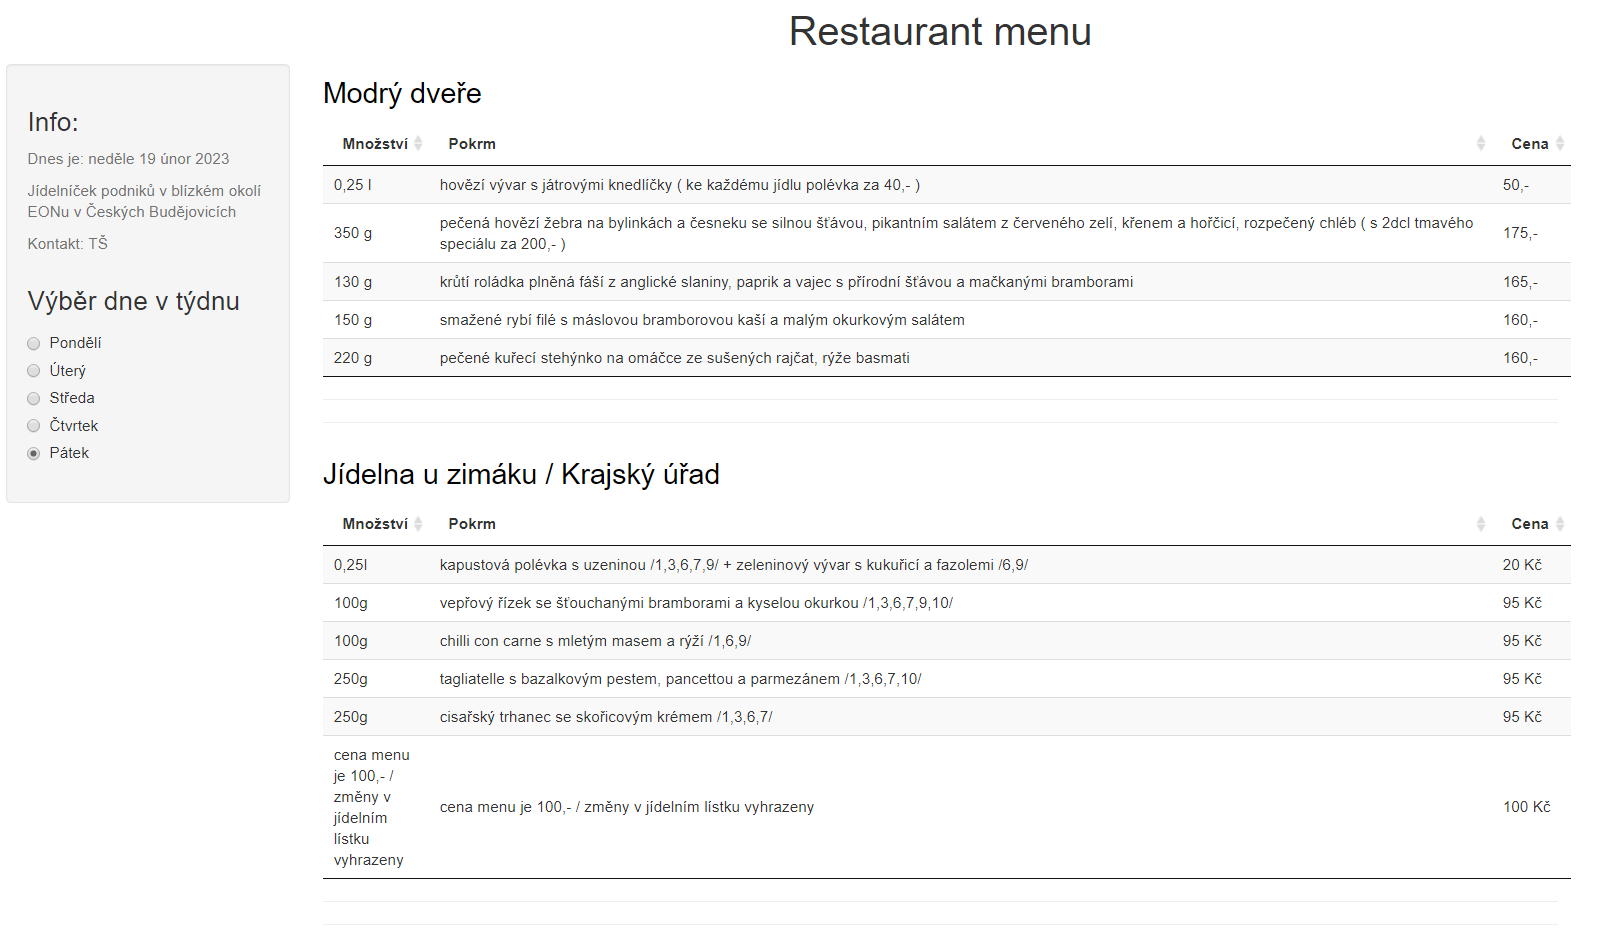 Restaurant menu
Info:
Dnes je: neděle 19 únor 2023
Jídelníček podniků v blízkém okolí
EONu v Českých Budějovicích
Kontakt: TŠ
Výběr dne v týdnu
Pondělí
Úterý
Středa
Čtvrtek
Pátek
Modrý dveře
Množství Pokrm Cena
0,25 l hovězí vývar s játrovými knedlíčky ( ke každému jídlu polévka za 40,- ) 50,-
350 g pečená hovězí žebra na bylinkách a česneku se silnou šťávou, pikantním salátem z červeného zelí, křenem a hořčicí, rozpečený chléb ( s 2dcl tmavého
speciálu za 200,- ) 175,-
130 g krůtí roládka plněná fáší z anglické slaniny, paprik a vajec s přírodní šťávou a mačkanými bramborami 165,-
150 g smažené rybí filé s máslovou bramborovou kaší a malým okurkovým salátem 160,-
220 g pečené kuřecí stehýnko na omáčce ze sušených rajčat, rýže basmati 160,-
Jídelna u zimáku / Krajský úřad
Množství Pokrm Cena
0,25l kapustová polévka s uzeninou /1,3,6,7,9/ + zeleninový vývar s kukuřicí a fazolemi /6,9/ 20 Kč
100g vepřový řízek se šťouchanými bramborami a kyselou okurkou /1,3,6,7,9,10/ 95 Kč
100g chilli con carne s mletým masem a rýží /1,6,9/ 95 Kč
250g tagliatelle s bazalkovým pestem, pancettou a parmezánem /1,3,6,7,10/ 95 Kč
250g cisařský trhanec se skořicovým krémem /1,3,6,7/ 95 Kč
cena menu
je 100,- /
změny v
jídelním
lístku
vyhrazeny
cena menu je 100,- / změny v jídelním lístku vyhrazeny 100 Kč